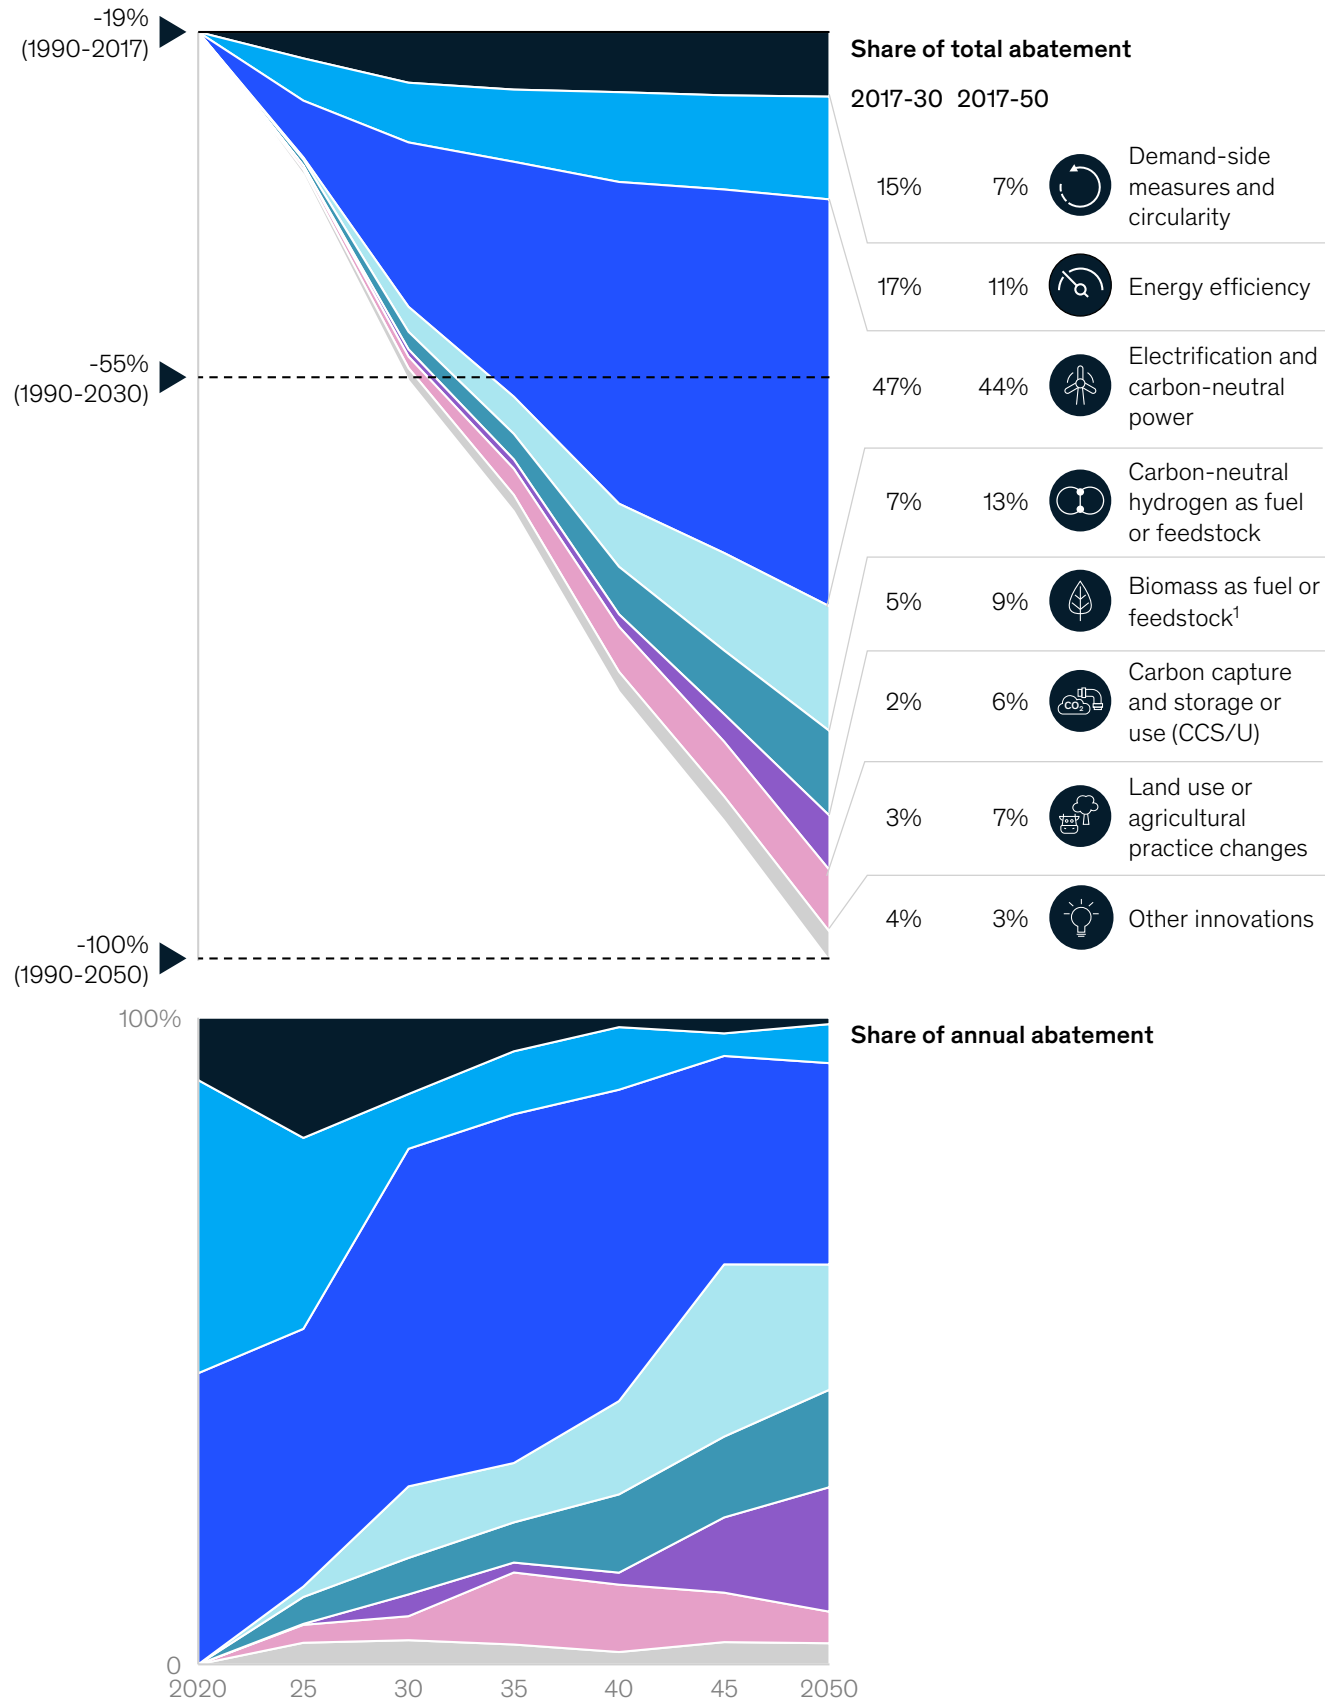 -19%
(1990-2017)
Share of total abatement
2017-30 2017-50
15% 7% Demand-side
measures and
circularity
17% 11% Energy efficiency
47% 44% Electrification and
carbon-neutral
power
-55%
(1990-2030)
7% 13% Carbon-neutral
hydrogen as fuel
or feedstock
5% 9% Biomass as fuel or
feedstock¹
2% 6% CO₂ Carbon capture
and storage or
use (CCS/U)
3% 7% Land use or
agricultural
practice changes
4% 3% Other innovations
-100%
(1990-2050)
100%
Share of annual abatement
0
2020 25 30 35 40 45 2050